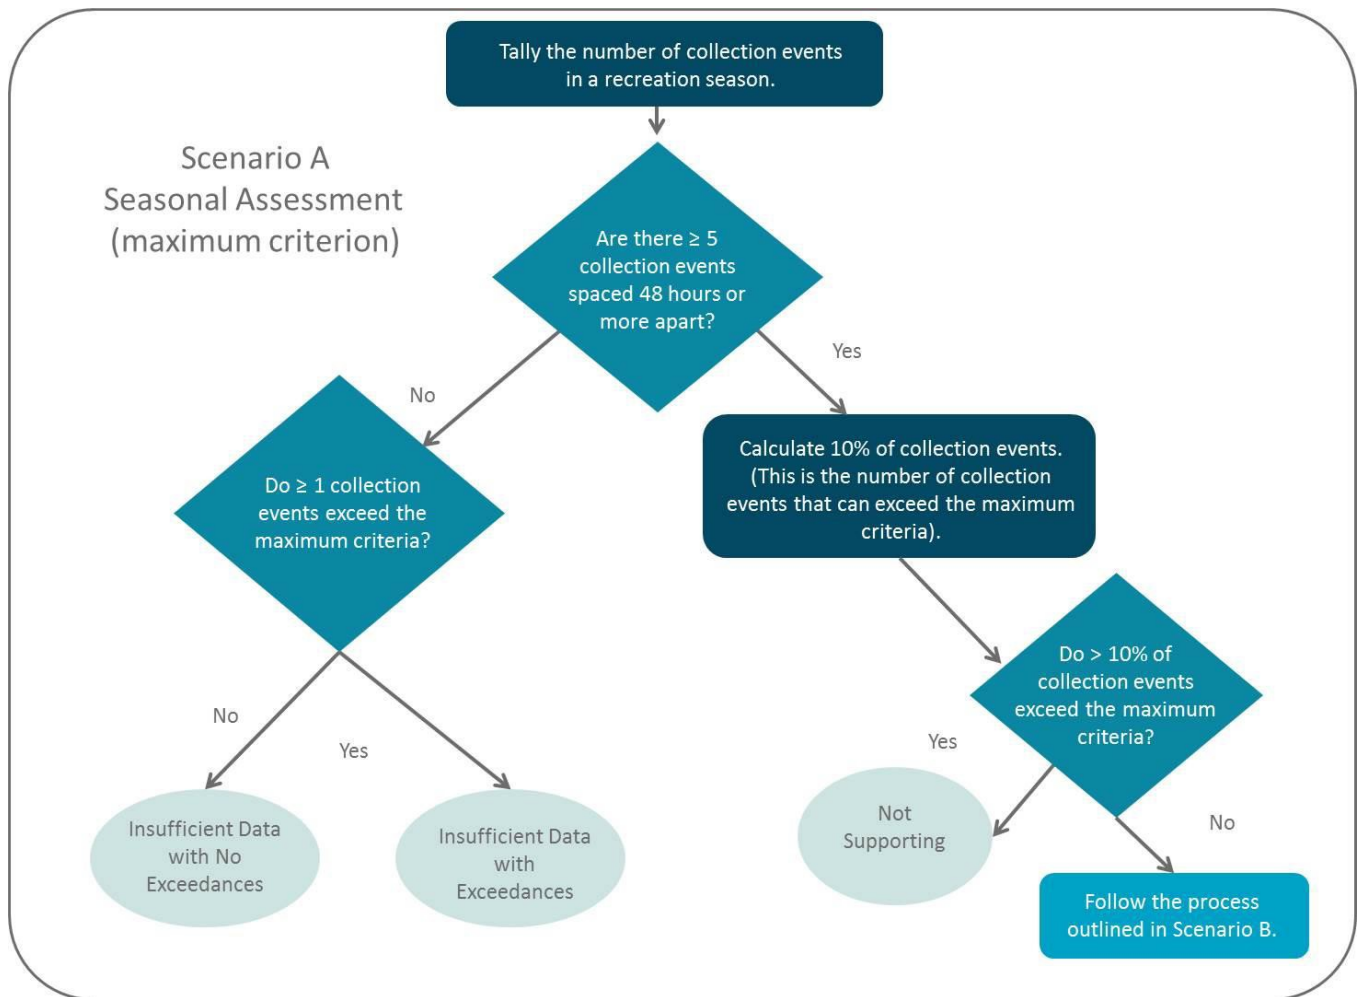 Tally the number of collection events
in a recreation season.
Scenario A
Seasonal Assessment
(maximum criterion)
Are there ≥ 5
collection events
spaced 48 hours or
more apart?
Yes
No
Calculate 10% of collection events.
(This is the number of collection
events that can exceed the maximum
criteria).
Do ≥ 1 collection
events exceed the
maximum criteria?
Do > 10% of
collection events
exceed the maximum
criteria?
No
Yes
Yes
No
Insufficient Data
with No
Exceedances
Insufficient Data
with
Exceedances
Not
Supporting
Follow the process
outlined in Scenario B.